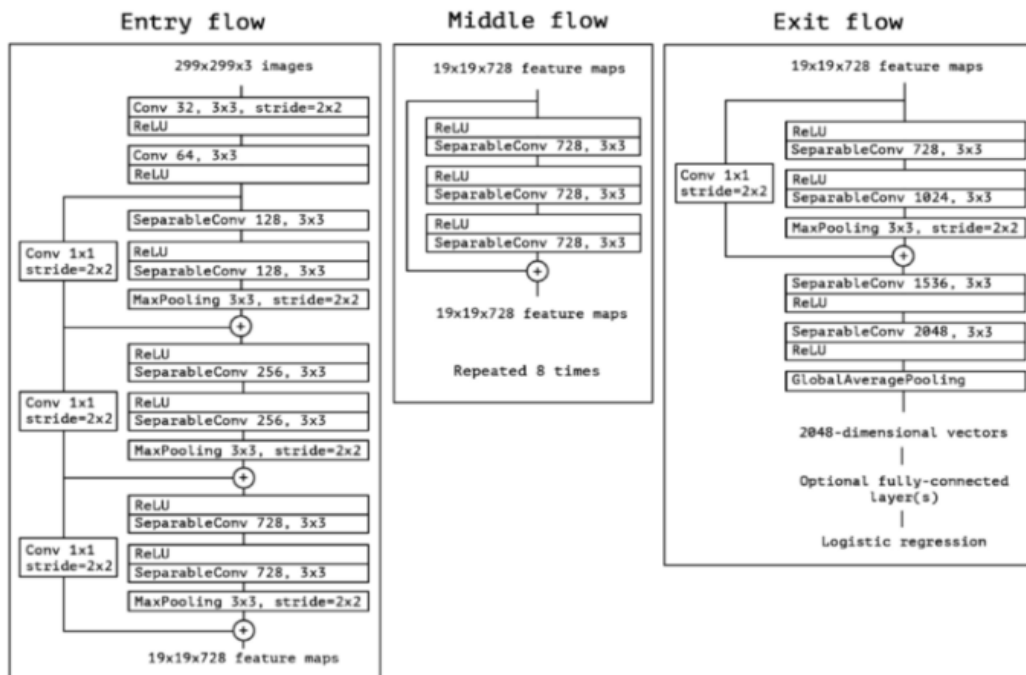 Entry flow
299x299x3 images
Conv 32, 3x3, stride=2x2
ReLU
Conv 64, 3x3
ReLU
Conv 1x1
stride=2x2
SeparableConv 128, 3x3
ReLU
SeparableConv 128, 3x3
MaxPooling 3x3, stride=2x2
+
Conv 1x1
stride=2x2
ReLU
SeparableConv 256, 3x3
ReLU
SeparableConv 256, 3x3
MaxPooling 3x3, stride=2x2
+
Conv 1x1
stride=2x2
ReLU
SeparableConv 728, 3x3
ReLU
SeparableConv 728, 3x3
MaxPooling 3x3, stride=2x2
+
19x19x728 feature maps
Middle flow
19x19x728 feature maps
ReLU
SeparableConv 728, 3x3
ReLU
SeparableConv 728, 3x3
ReLU
SeparableConv 728, 3x3
+
19x19x728 feature maps
Repeated 8 times
Exit flow
19x19x728 feature maps
Conv 1x1
stride=2x2
ReLU
SeparableConv 728, 3x3
ReLU
SeparableConv 1024, 3x3
MaxPooling 3x3, stride=2x2
+
SeparableConv 1536, 3x3
ReLU
SeparableConv 2048, 3x3
ReLU
GlobalAveragePooling
2048-dimensional vectors
Optional fully-connected
layer(s)
Logistic regression